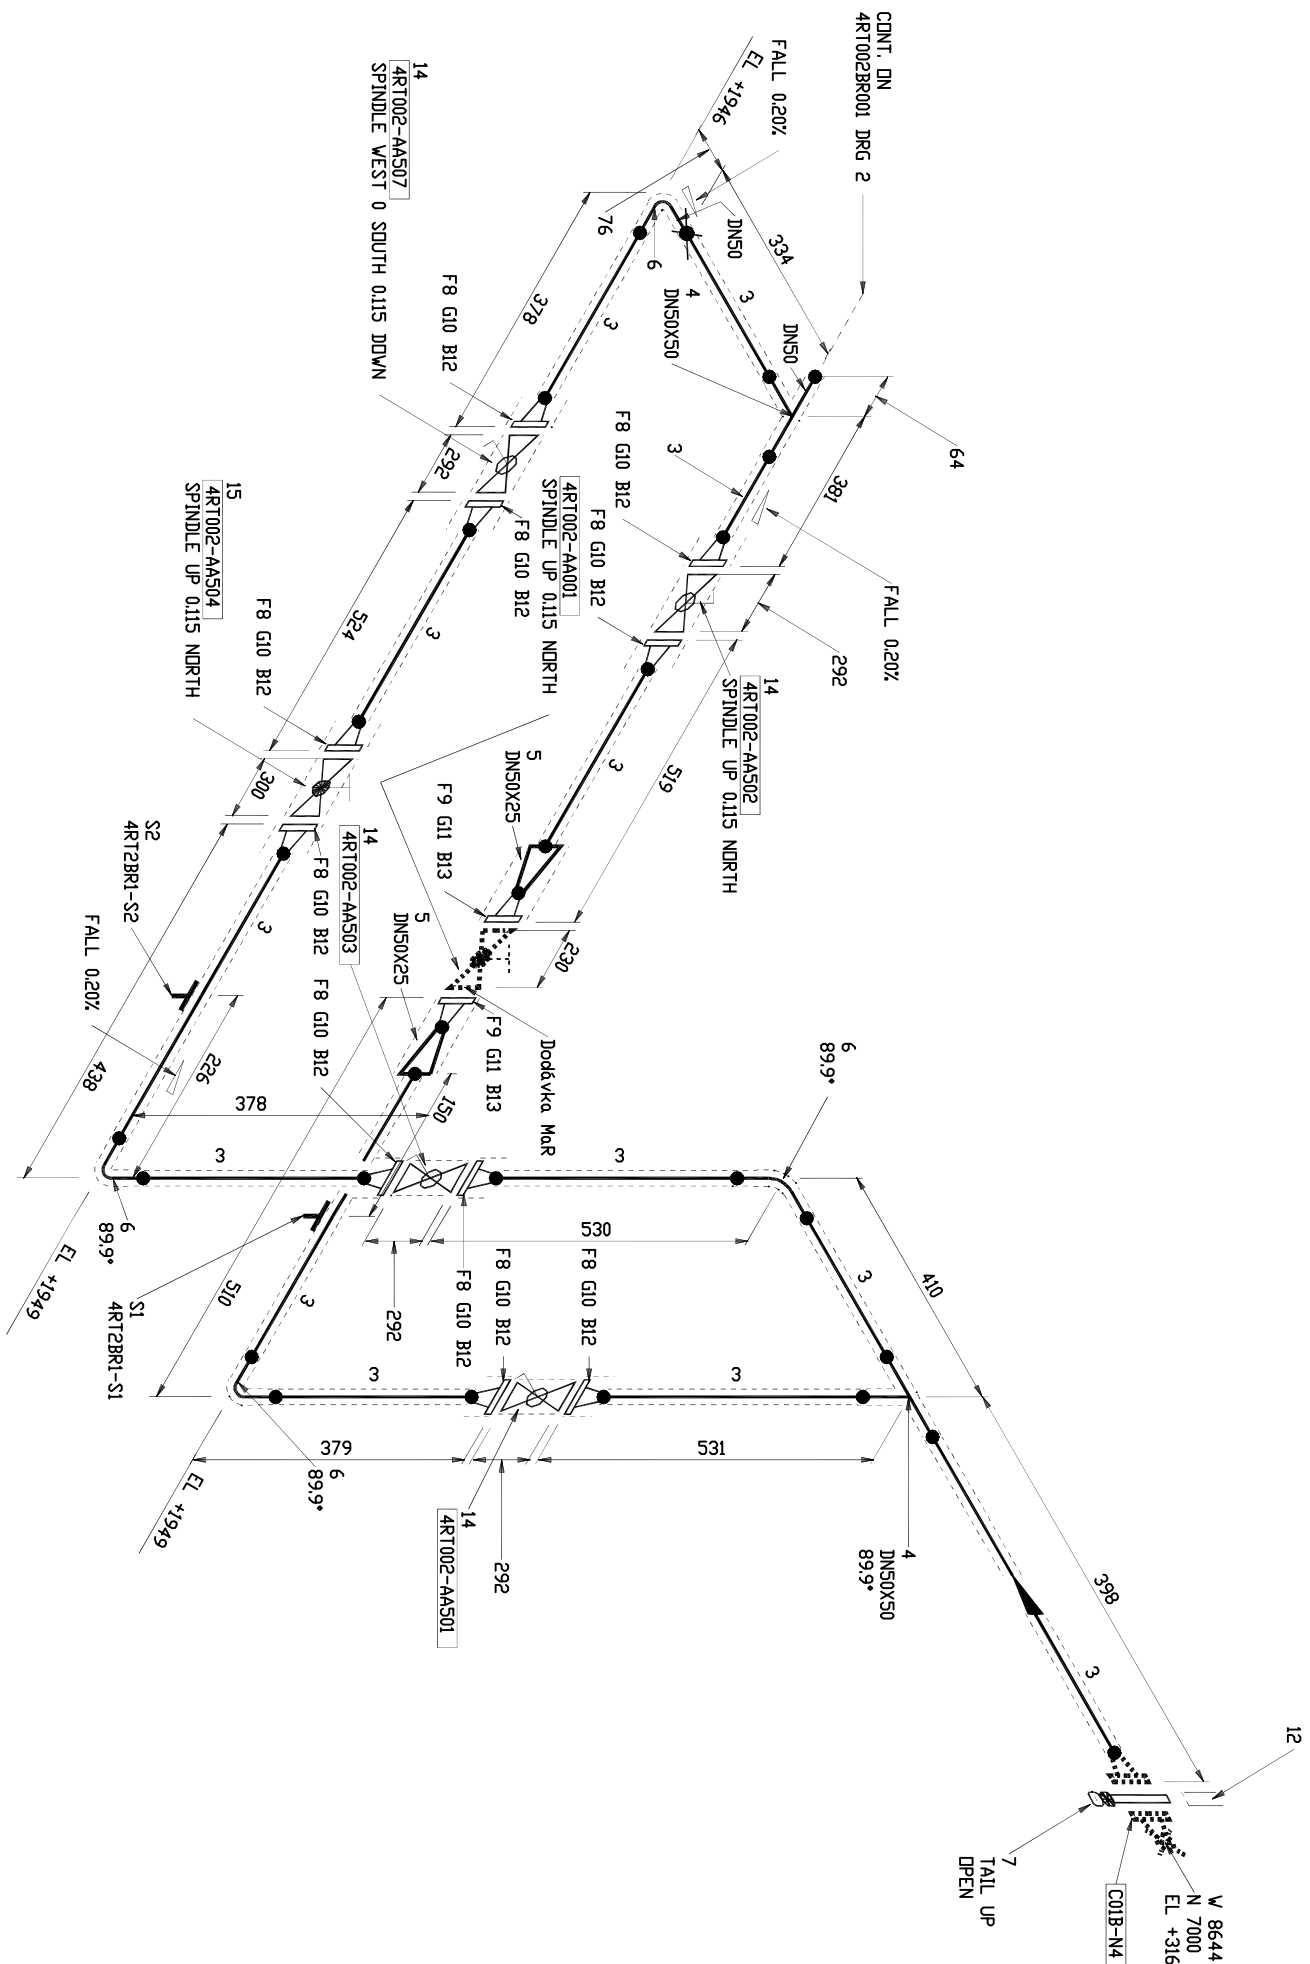 CONT. ON
4RT002BR001 DRG 2
FALL 0.20%
EL +1946
76
334
DN50
6
4
DN50X50
3
DN50
64
381
3
FALL 0.20%
292
14
4RT002-AA507
SPINDLE WEST 0 SOUTH 0.115 DOWN
378
3
F8 G10 B12
292
F8 G10 B12
F8 G10 B12
F8 G10 B12
4RT002-AA001
SPINDLE UP 0.115 NORTH
14
4RT002-AA502
SPINDLE UP 0.115 NORTH
519
3
15
4RT002-AA504
SPINDLE UP 0.115 NORTH
524
3
F8 G10 B12
300
F8 G10 B12
5
DN50X25
F9 G11 B13
230
14
4RT002-AA503
5
DN50X25
F9 G11 B13
Dodávka MaR
F8 G10 B12
150
S2
4RT2BR1-S2
FALL 0.20%
3
226
438
378
3
6
89.9°
EL +1949
6
89.9°
3
530
292
F8 G10 B12
S1
4RT2BR1-S1
510
3
410
3
F8 G10 B12
F8 G10 B12
3
3
6
89.9°
379
292
531
EL +1949
14
4RT002-AA501
292
4
DN50X50
89.9°
398
3
12
7
TAIL UP
OPEN
C01B-N4
W 8644
N 7000
EL +316